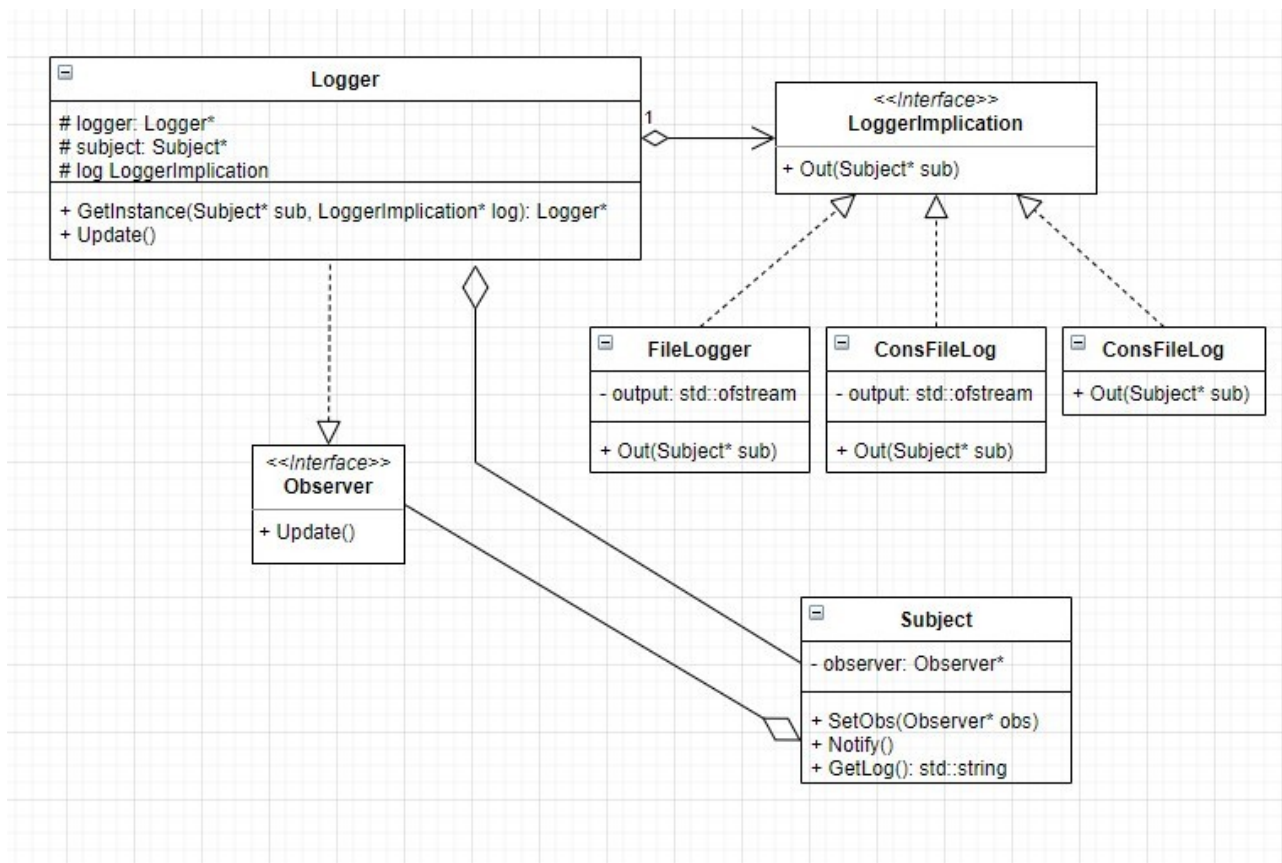 Logger
# logger: Logger*
# subject: Subject*
# log LoggerImplication
+ GetInstance(Subject* sub, LoggerImplication* log): Logger*
+ Update()
1
<<Interface>>
LoggerImplication
+ Out(Subject* sub)
FileLogger
- output: std::ofstream
+ Out(Subject* sub)
ConsFileLog
- output: std::ofstream
+ Out(Subject* sub)
ConsFileLog
+ Out(Subject* sub)
<<Interface>>
Observer
+ Update()
Subject
- observer: Observer*
+ SetObs(Observer* obs)
+ Notify()
+ GetLog(): std::string